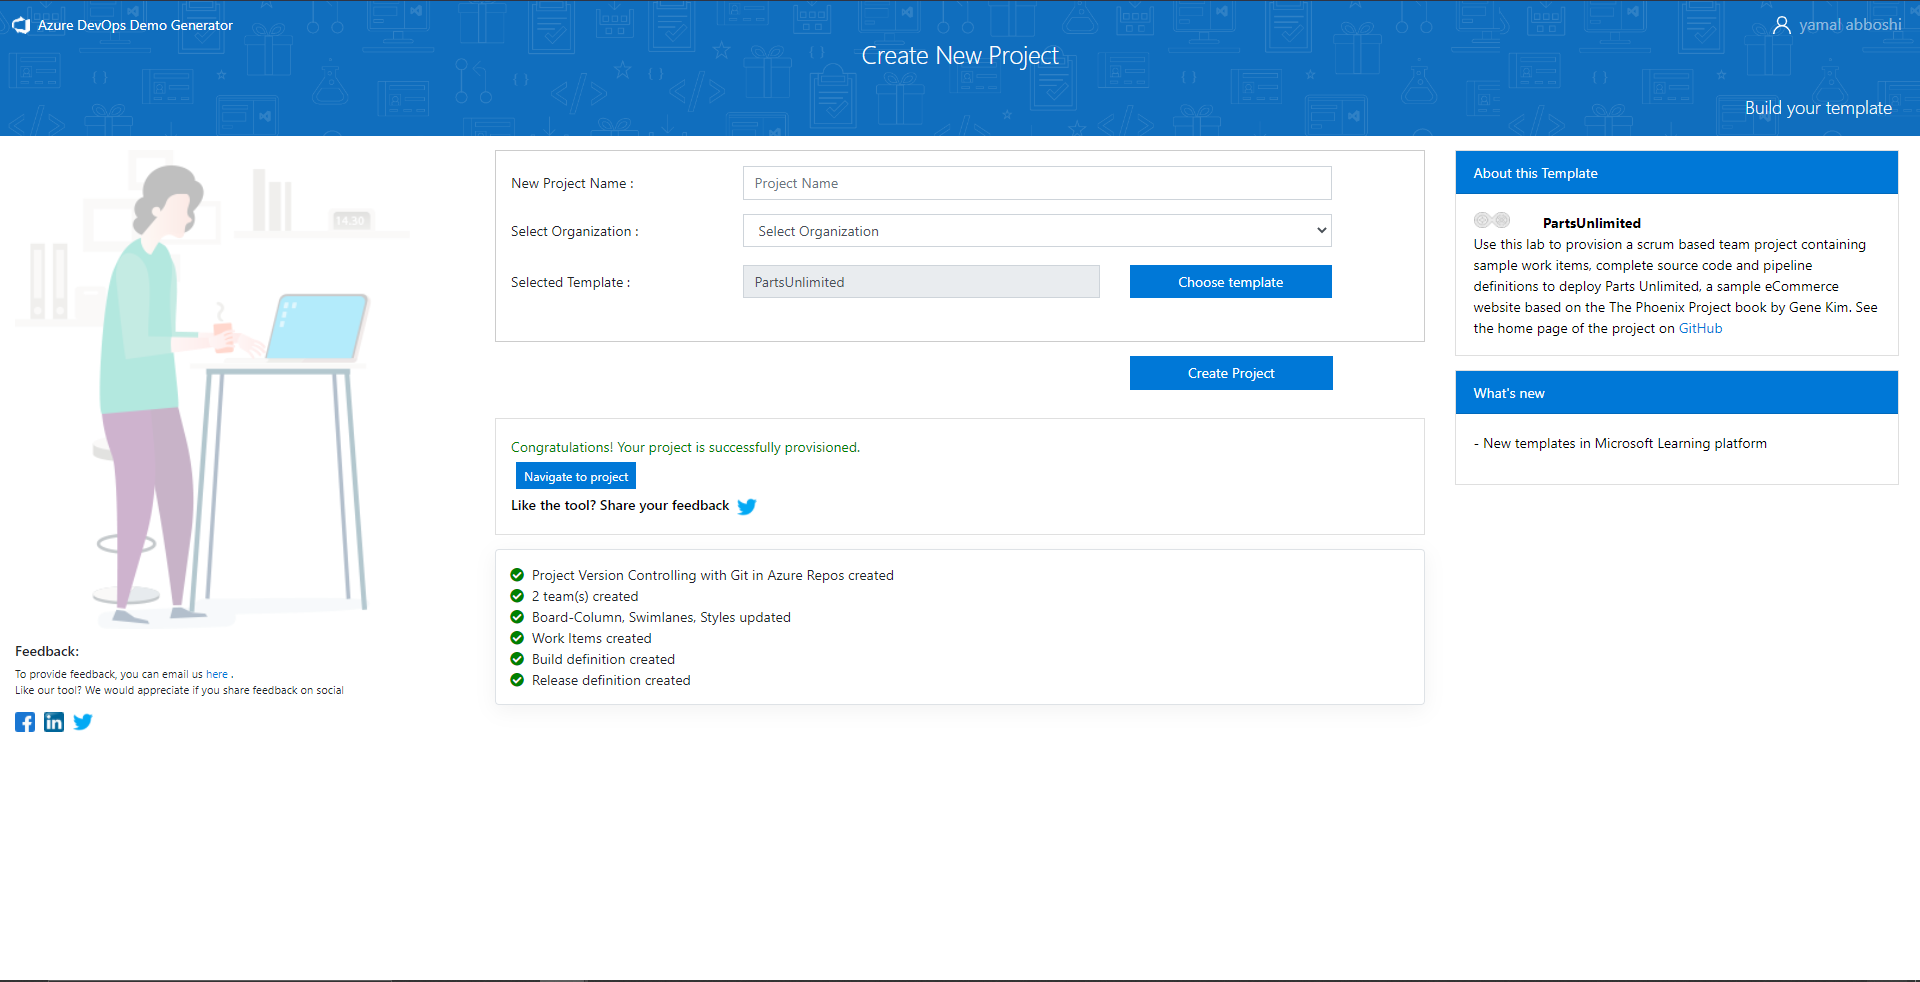 Azure DevOps Demo Generator
yamal abboshi
Create New Project
Build your template
14:30
New Project Name :
Project Name
Select Organization :
Select Organization
Selected Template :
PartsUnlimited
Choose template
Create Project
Congratulations! Your project is successfully provisioned.
Navigate to project
Like the tool? Share your feedback
Project Version Controlling with Git in Azure Repos created
2 team(s) created
Board-Column, Swimlanes, Styles updated
Work Items created
Build definition created
Release definition created
About this Template
PartsUnlimited
Use this lab to provision a scrum based team project containing
sample work items, complete source code and pipeline
definitions to deploy Parts Unlimited, a sample eCommerce
website based on the The Phoenix Project book by Gene Kim. See
the home page of the project on GitHub
What's new
- New templates in Microsoft Learning platform
Feedback:
To provide feedback, you can email us here .
Like our tool? We would appreciate if you share feedback on social